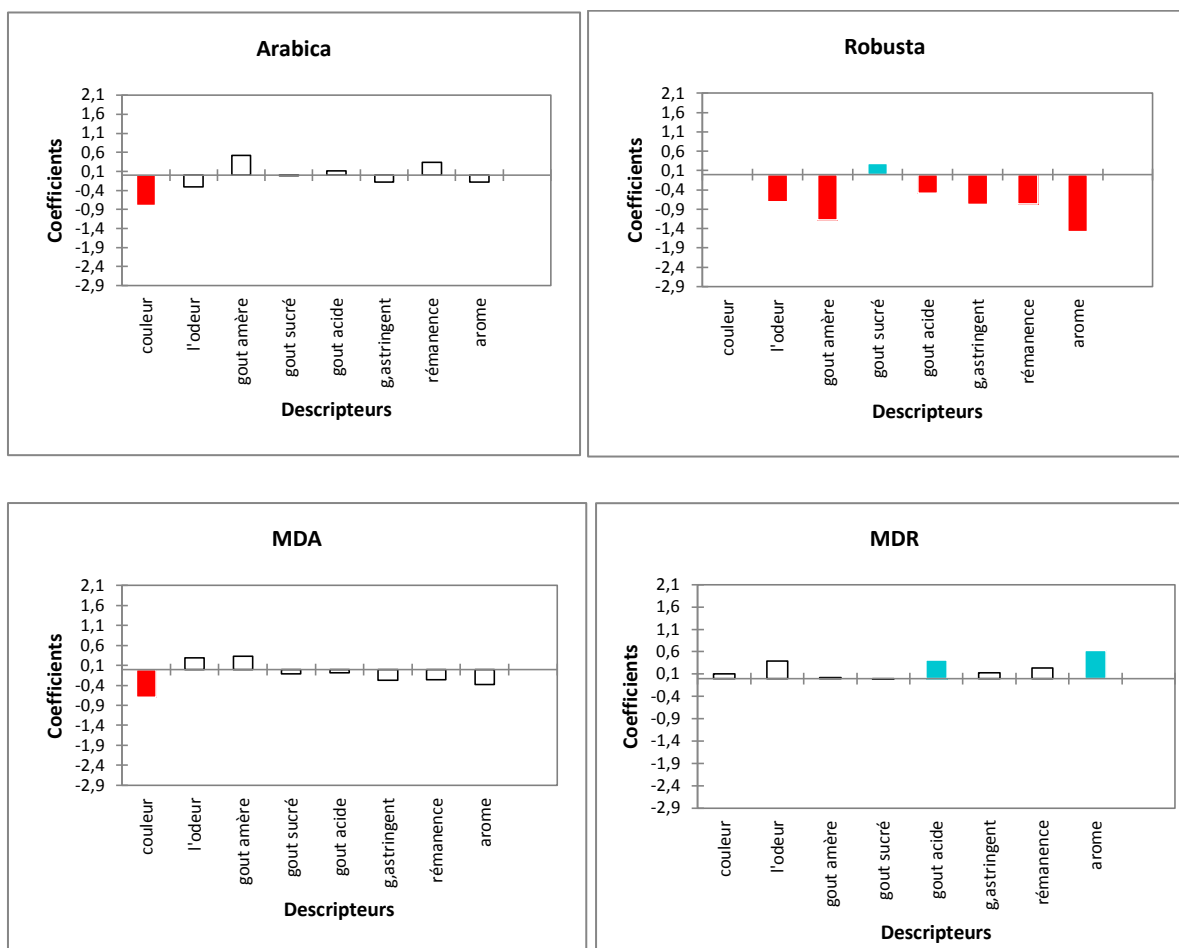 Arabica
2,1
1,6
1,1
0,6
0,1
-0,4
-0,9
-1,4
-1,9
-2,4
-2,9
Coefficients
couleur
l'odeur
gout amère
gout sucré
gout acide
g,astringent
rémanence
arome
Descripteurs
Robusta
2,1
1,6
1,1
0,6
0,1
-0,4
-0,9
-1,4
-1,9
-2,4
-2,9
Coefficients
couleur
l'odeur
gout amère
gout sucré
gout acide
g,astringent
rémanence
arome
Descripteurs
MDA
2,1
1,6
1,1
0,6
0,1
-0,4
-0,9
-1,4
-1,9
-2,4
-2,9
Coefficients
couleur
l'odeur
gout amère
gout sucré
gout acide
g,astringent
rémanence
arome
Descripteurs
MDR
2,1
1,6
1,1
0,6
0,1
-0,4
-0,9
-1,4
-1,9
-2,4
-2,9
Coefficients
couleur
l'odeur
gout amère
gout sucré
gout acide
g,astringent
rémanence
arome
Descripteurs